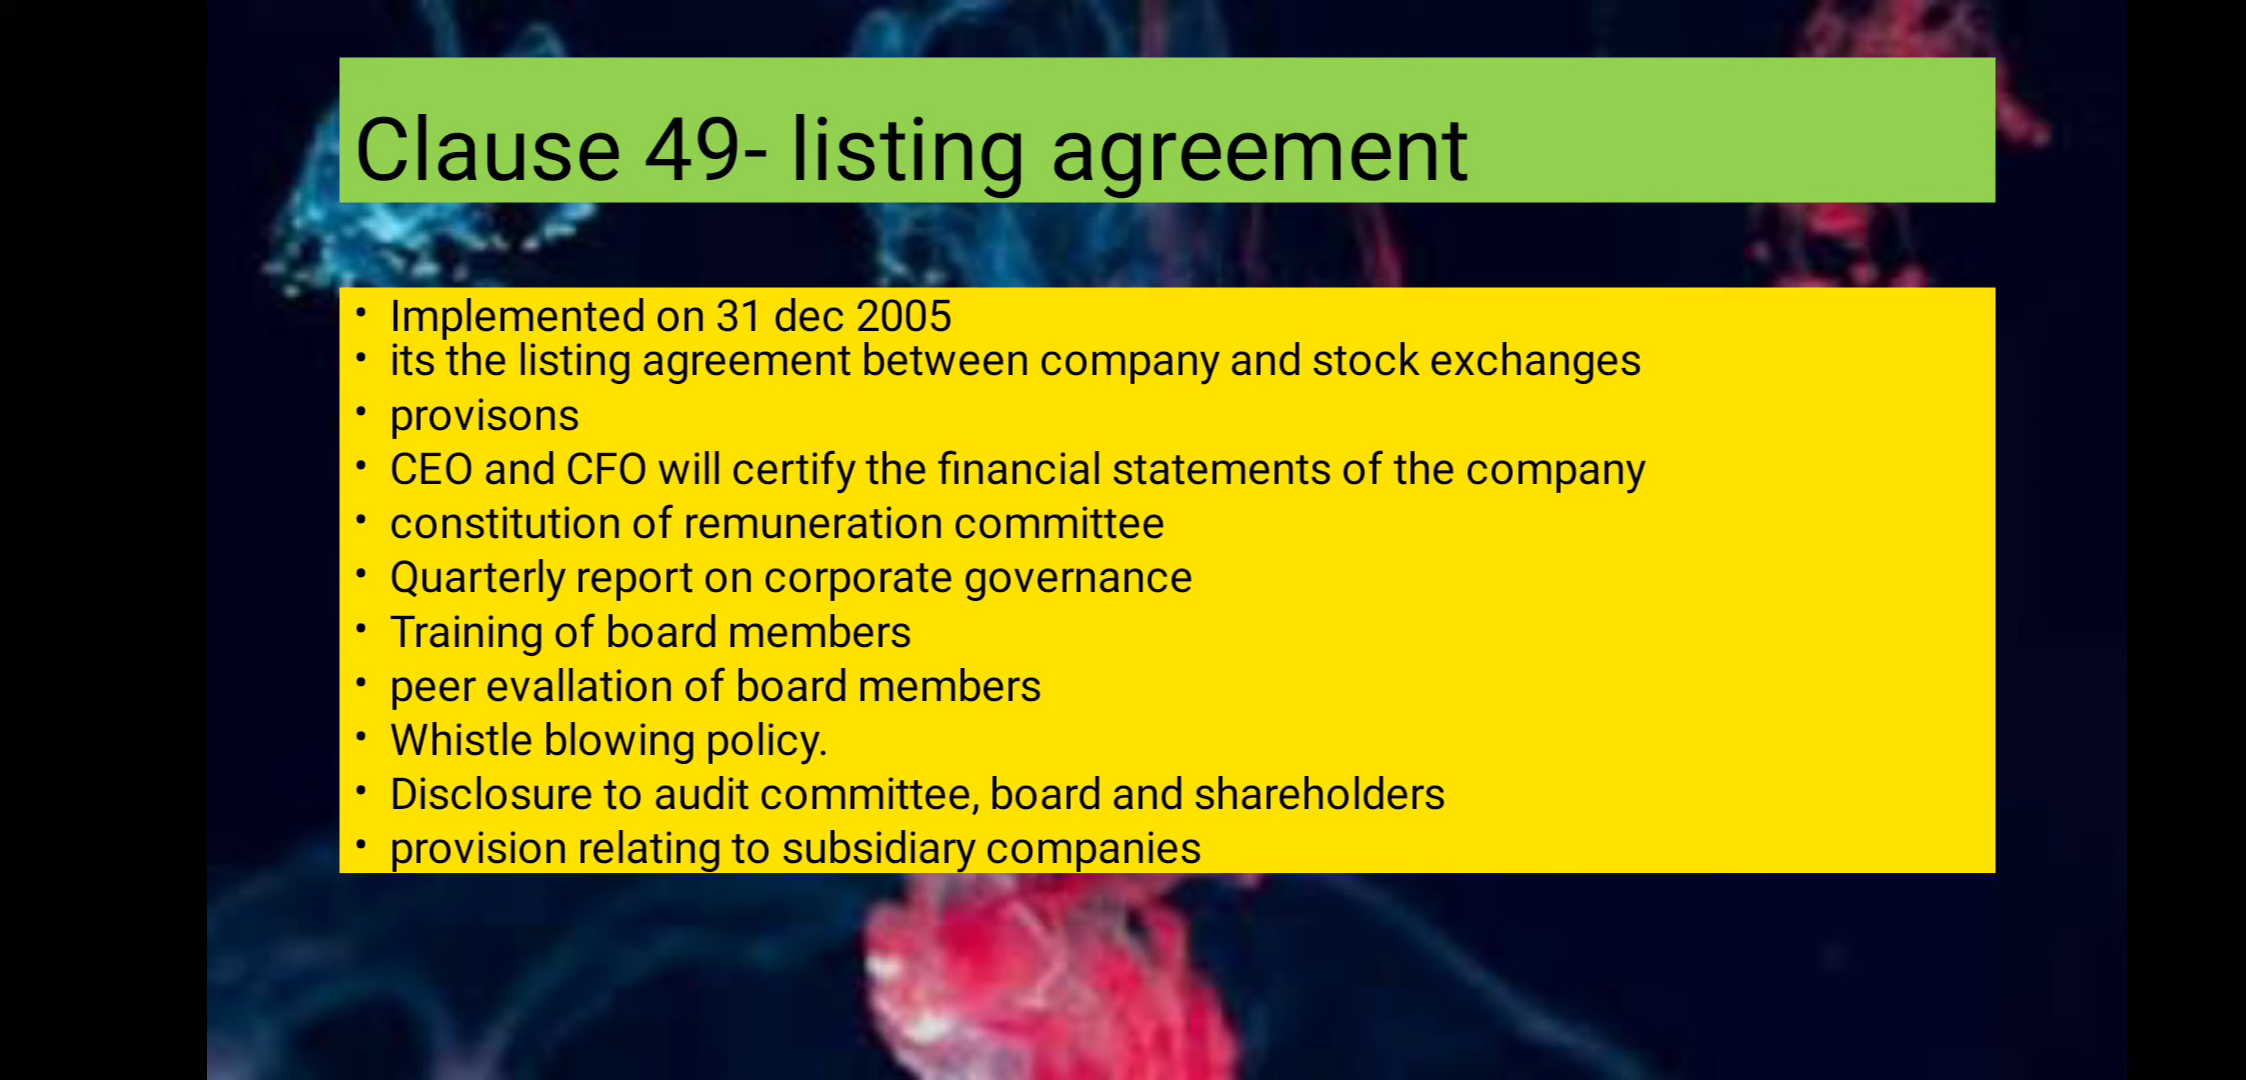 Clause 49- listing agreement
• Implemented on 31 dec 2005
• its the listing agreement between company and stock exchanges
• provisons
• CEO and CFO will certify the financial statements of the company
• constitution of remuneration committee
• Quarterly report on corporate governance
• Training of board members
• peer evallation of board members
• Whistle blowing policy.
• Disclosure to audit committee, board and shareholders
• provision relating to subsidiary companies